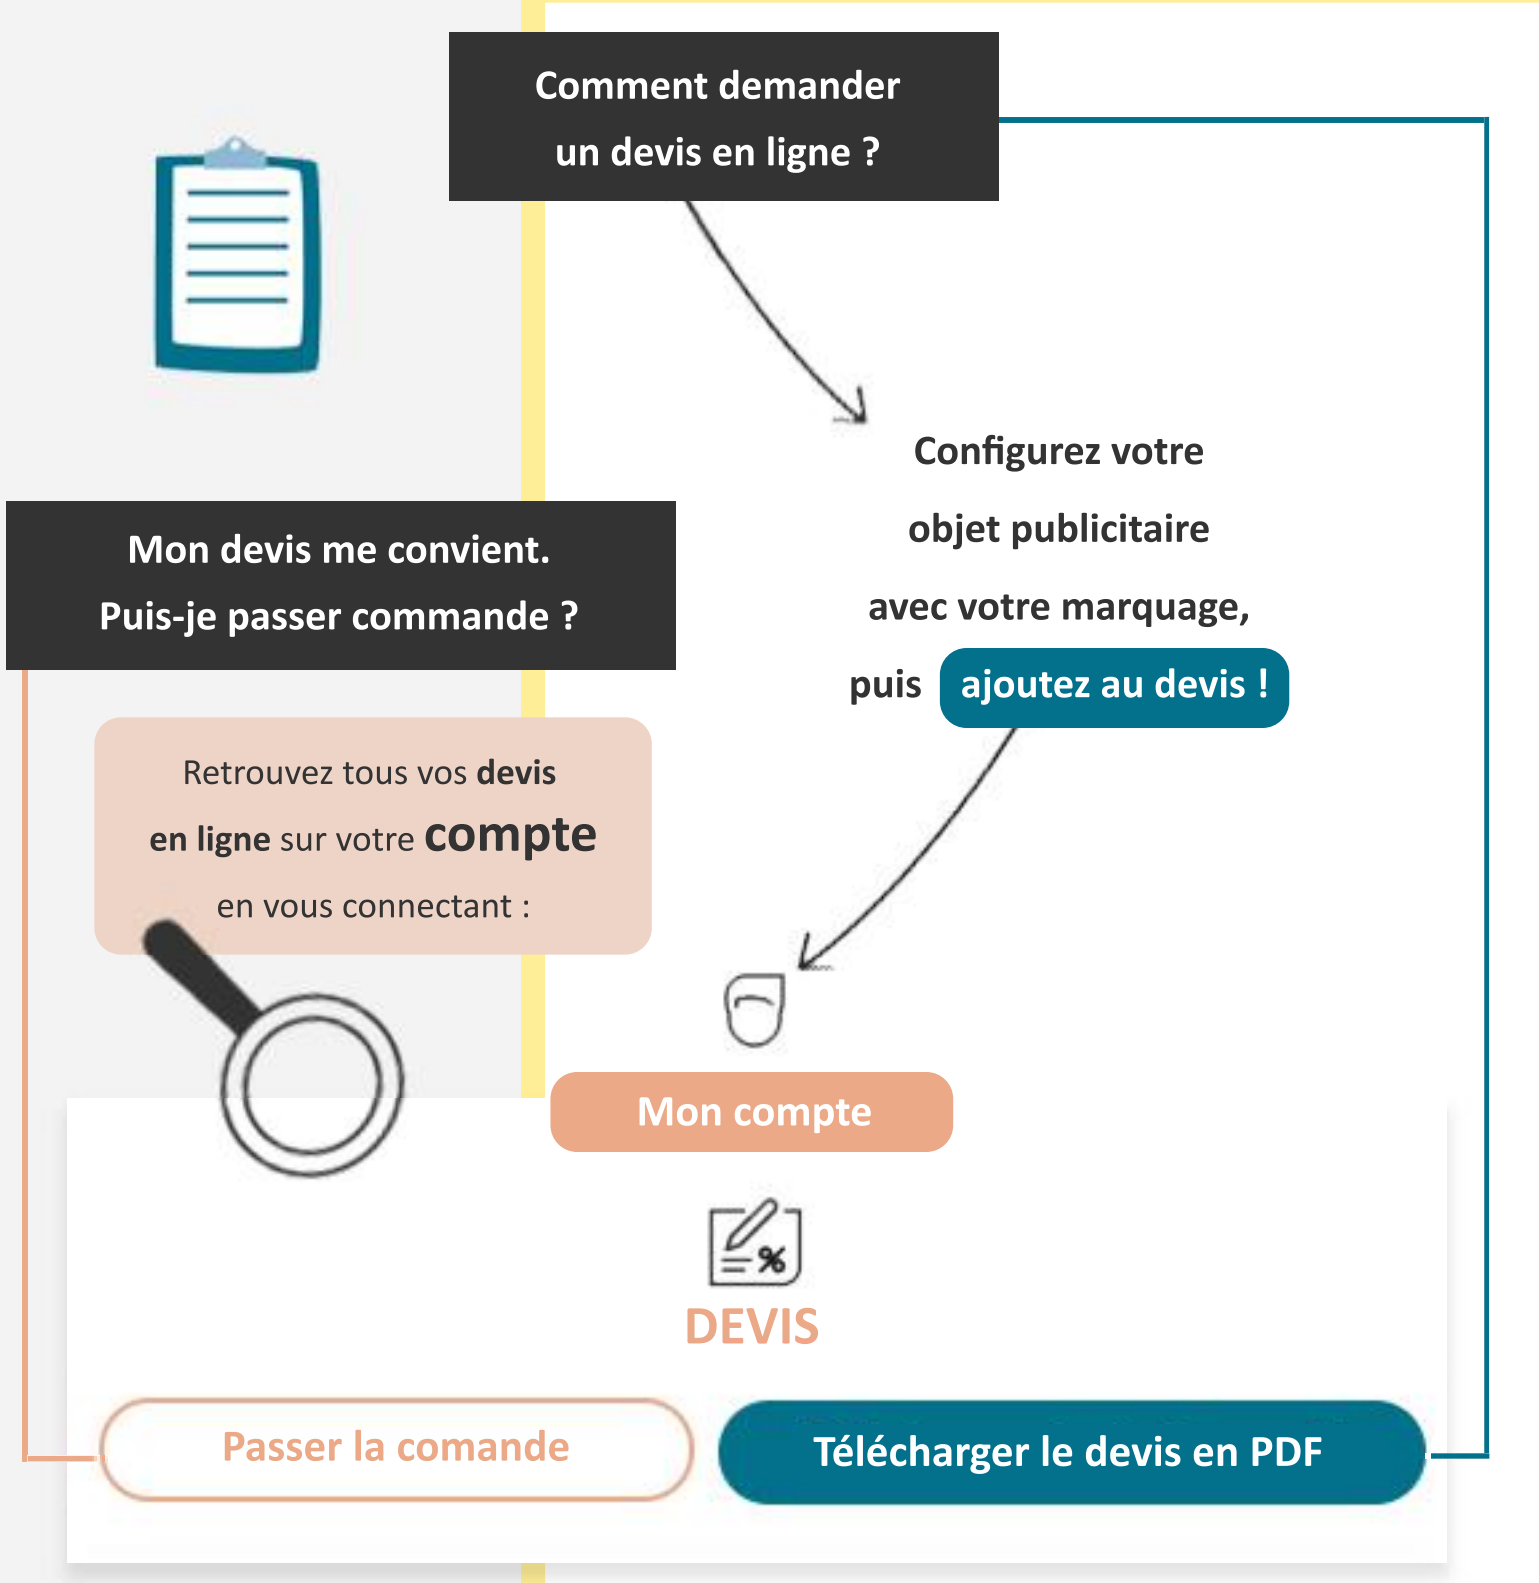 Comment demander
un devis en ligne ?
Configurez votre
objet publicitaire
avec votre marquage,
puis ajoutez au devis !
Mon devis me convient.
Puis-je passer commande ?
Retrouvez tous vos devis
en ligne sur votre compte
en vous connectant :
Mon compte
%
DEVIS
Passer la comande
Télécharger le devis en PDF